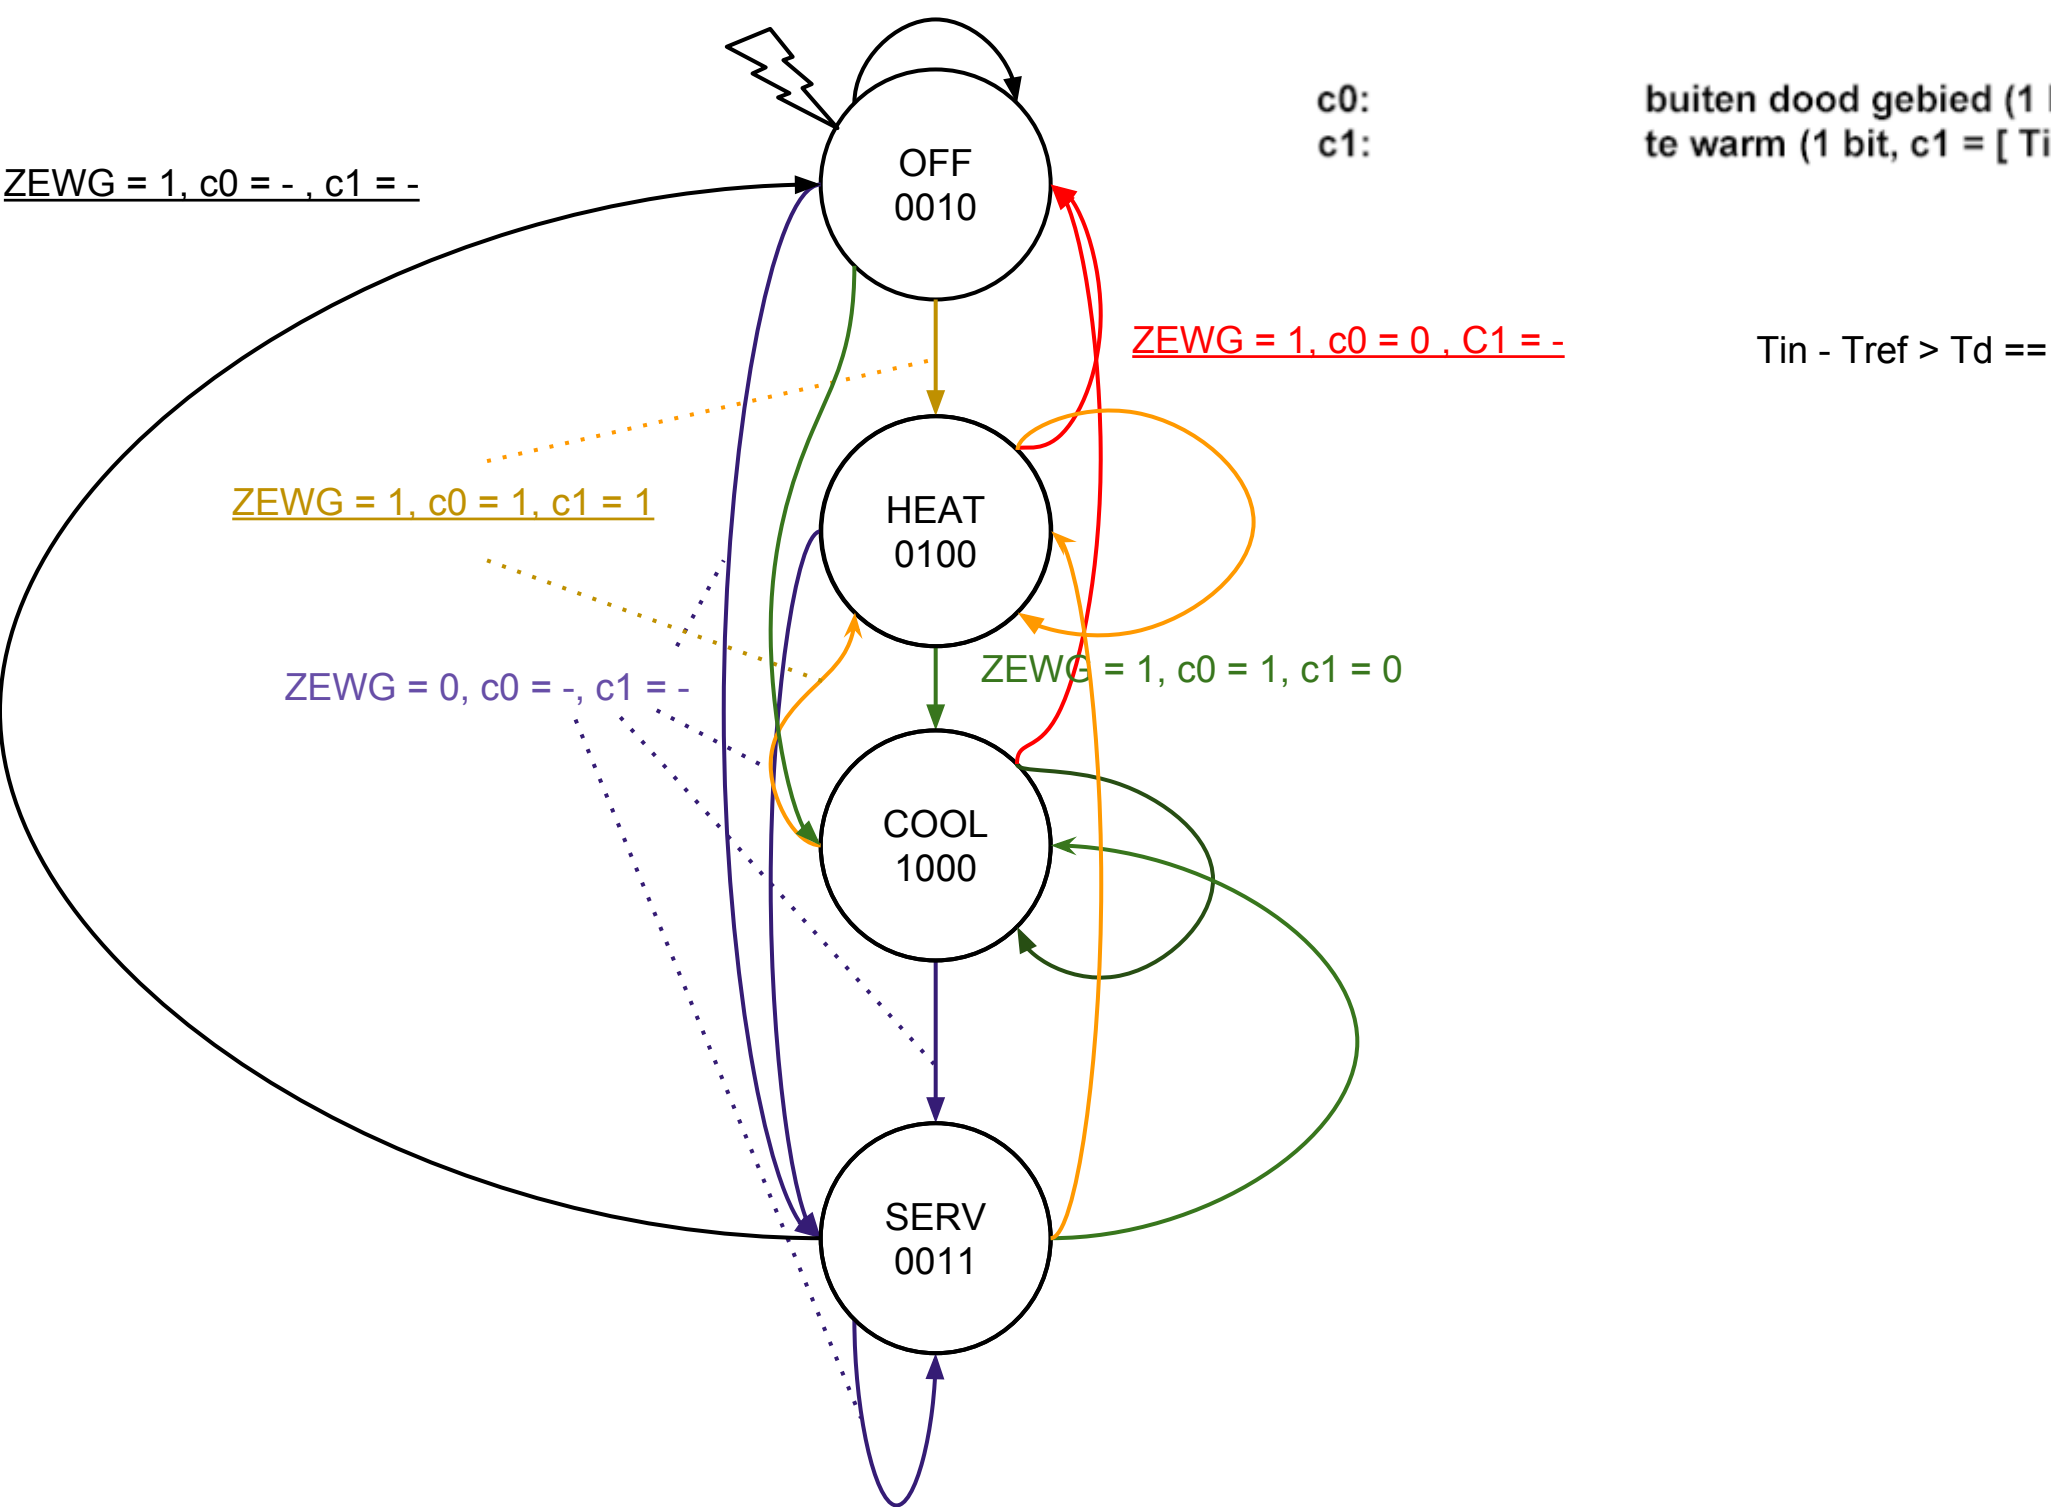 c0: buiten dood gebied (1
c1: te warm (1 bit, c1 = [ Ti
OFF
0010
ZEWG = 1, c0 = - , c1 = -
ZEWG = 1, c0 = 0 , C1 = -
Tin - Tref > Td ==
ZEWG = 1, c0 = 1, c1 = 1
HEAT
0100
ZEWG = 1, c0 = 1, c1 = 0
ZEWG = 0, c0 = -, c1 = -
COOL
1000
SERV
0011